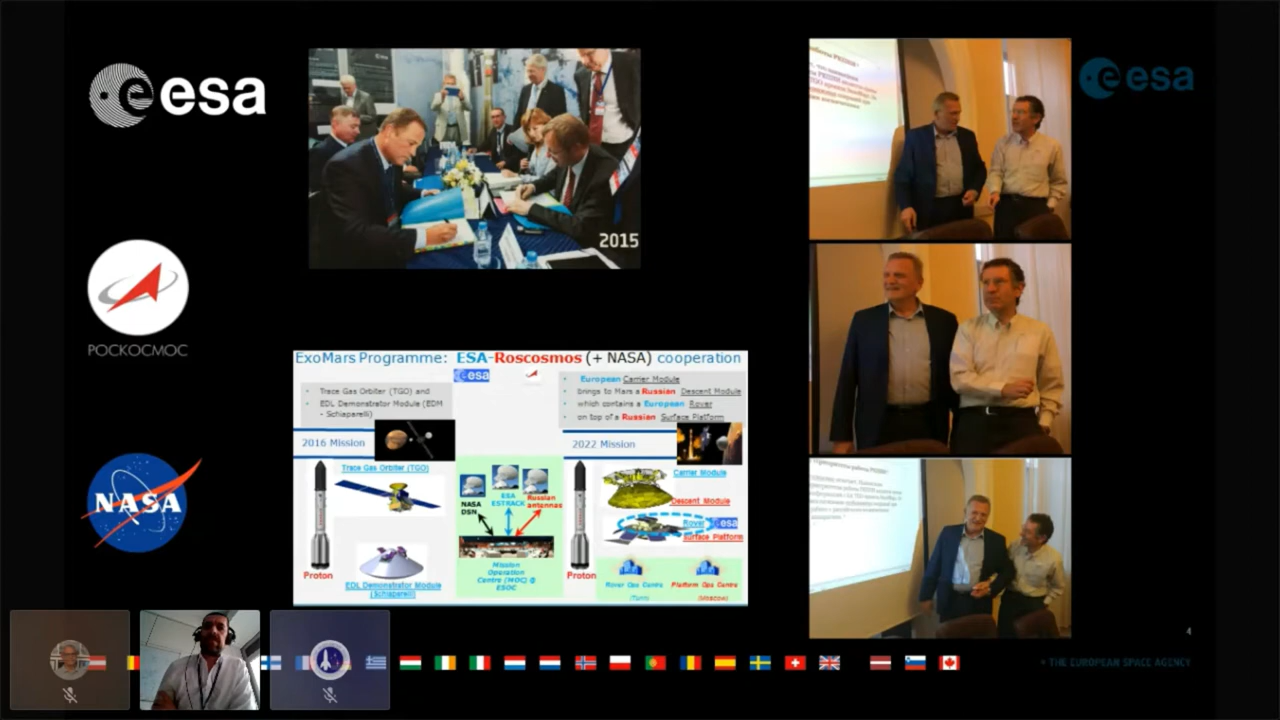 esa
РОСКОСМОС
NASA
2015
ExoMars Programme: ESA-Roscosmos (+ NASA) cooperation
esa
• Trace Gas Orbiter (TGO) and
• EDL Demonstrator Module (EDM
- Schiaparelli)
• European Carrier Module
• brings to Mars a Russian Descent Module
• which contains a European Rover
• on top of a Russian Surface Platform
2016 Mission
2022 Mission
Trace Gas Orbiter (TGO)
Proton
EDL Demonstrator Module
(Schiaparelli)
NASA
DSN
ESA
ESTRACK
Russian
antennas
Mission
Operation
Centre (MOC) @
ESOC
Proton
Carrier Module
Descent Module
Rover
esa
Surface Platform
Rover Ops Centre
(Turin)
Platform Ops Centre
(Moscow)
esa
4
THE EUROPEAN SPACE AGENCY